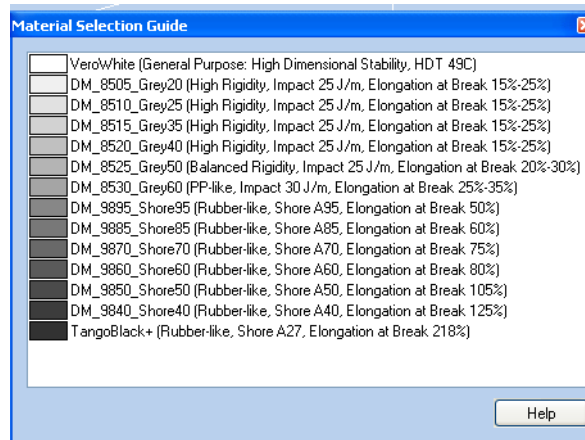 Material Selection Guide
VeroWhite (General Purpose: High Dimensional Stability, HDT 49C)
DM_8505_Grey20 (High Rigidity, Impact 25 J/m, Elongation at Break 15%-25%)
DM_8510_Grey25 (High Rigidity, Impact 25 J/m, Elongation at Break 15%-25%)
DM_8515_Grey35 (High Rigidity, Impact 25 J/m, Elongation at Break 15%-25%)
DM_8520_Grey40 (High Rigidity, Impact 25 J/m, Elongation at Break 15%-25%)
DM_8525_Grey50 (Balanced Rigidity, Impact 25 J/m, Elongation at Break 20%-30%)
DM_8530_Grey60 (PP-like, Impact 30 J/m, Elongation at Break 25%-35%)
DM_9895_Shore95 (Rubber-like, Shore A95, Elongation at Break 50%)
DM_9885_Shore85 (Rubber-like, Shore A85, Elongation at Break 60%)
DM_9870_Shore70 (Rubber-like, Shore A70, Elongation at Break 75%)
DM_9860_Shore60 (Rubber-like, Shore A60, Elongation at Break 80%)
DM_9850_Shore50 (Rubber-like, Shore A50, Elongation at Break 105%)
DM_9840_Shore40 (Rubber-like, Shore A40, Elongation at Break 125%)
TangoBlack+ (Rubber-like, Shore A27, Elongation at Break 218%)
Help